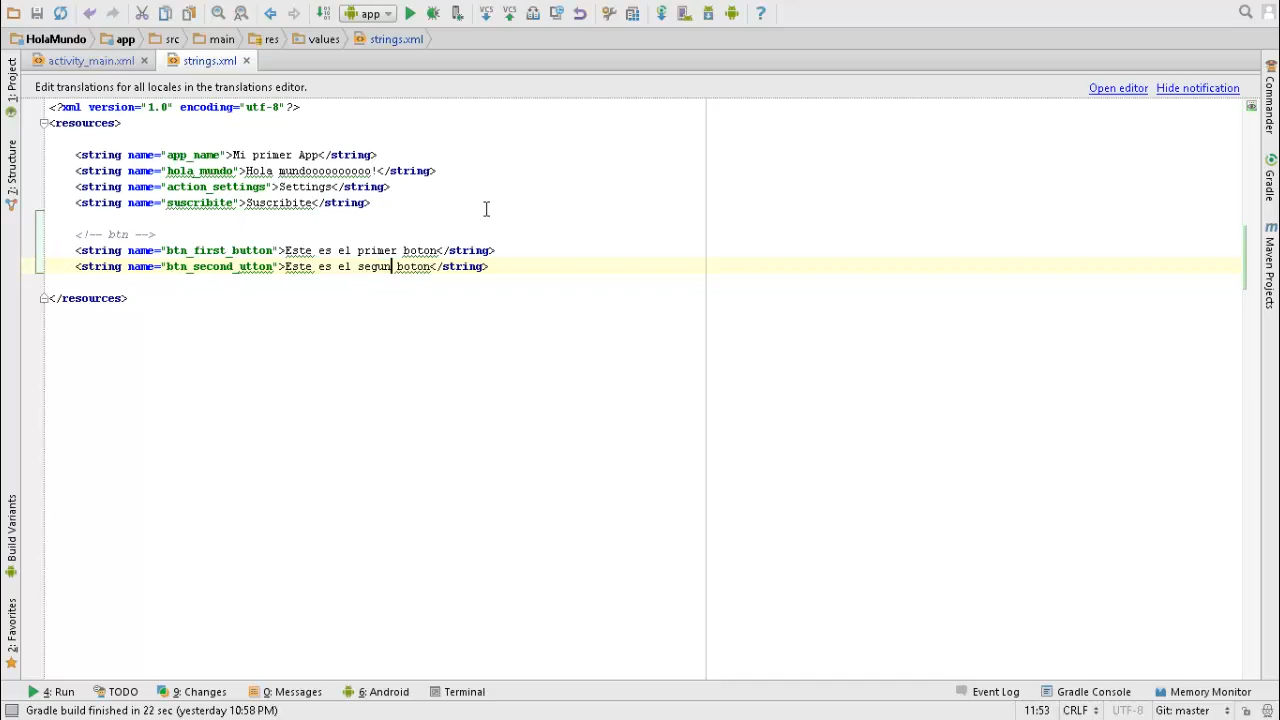 app
HolaMundo app src main res values strings.xml
activity_main.xml strings.xml
Edit translations for all locales in the translations editor. Open editor Hide notification
<?xml version="1.0" encoding="utf-8"?>
<resources>
<string name="app_name">Mi primer App</string>
<string name="hola_mundo">Hola mundoooooooooo!</string>
<string name="action_settings">Settings</string>
<string name="suscribite">Suscribite</string>
<!-- btn -->
<string name="btn_first_button">Este es el primer boton</string>
<string name="btn_second_utton">Este es el segun boton</string>
</resources>
1: Project
7: Structure
Build Variants
2: Favorites
Commander
Gradle
Maven Projects
4: Run TODO 9: Changes 0: Messages 6: Android Terminal Event Log Gradle Console Memory Monitor
Gradle build finished in 22 sec (yesterday 10:58 PM) 11:53 CRLF UTF-8 Git: master